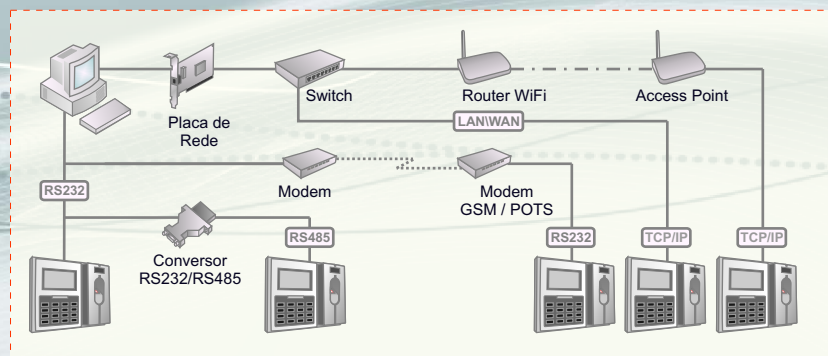 Placa de
Rede
Switch
Router WiFi
Access Point
LAN\WAN
RS232
Modem
Modem
GSM / POTS
Conversor
RS232/RS485
RS485
RS232
TCP/IP
TCP/IP